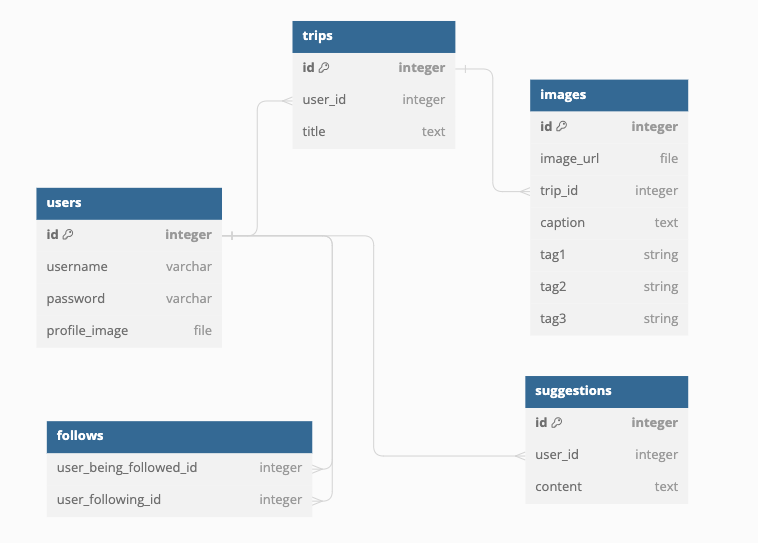 trips
id integer
user_id integer
title text
images
id integer
image_url file
trip_id integer
caption text
tag1 string
tag2 string
tag3 string
users
id integer
username varchar
password varchar
profile_image file
follows
user_being_followed_id integer
user_following_id integer
suggestions
id integer
user_id integer
content text